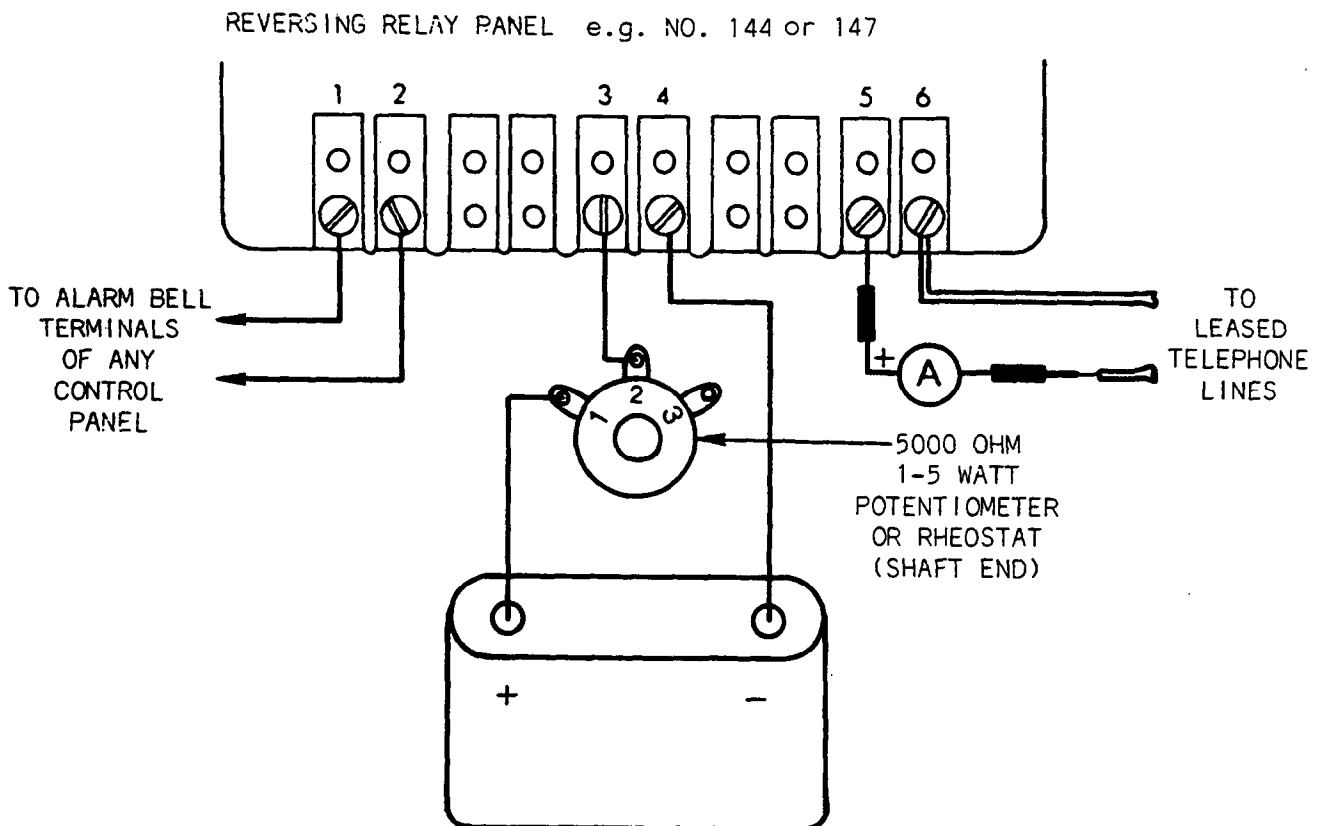 REVERSING RELAY PANEL e.g. NO. 144 or 147
1 2 3 4 5 6
TO ALARM BELL
TERMINALS
OF ANY
CONTROL
PANEL
TO
LEASED
TELEPHONE
LINES
+
A
1 2 3
5000 OHM
1-5 WATT
POTENTIOMETER
OR RHEOSTAT
(SHAFT END)
+ -